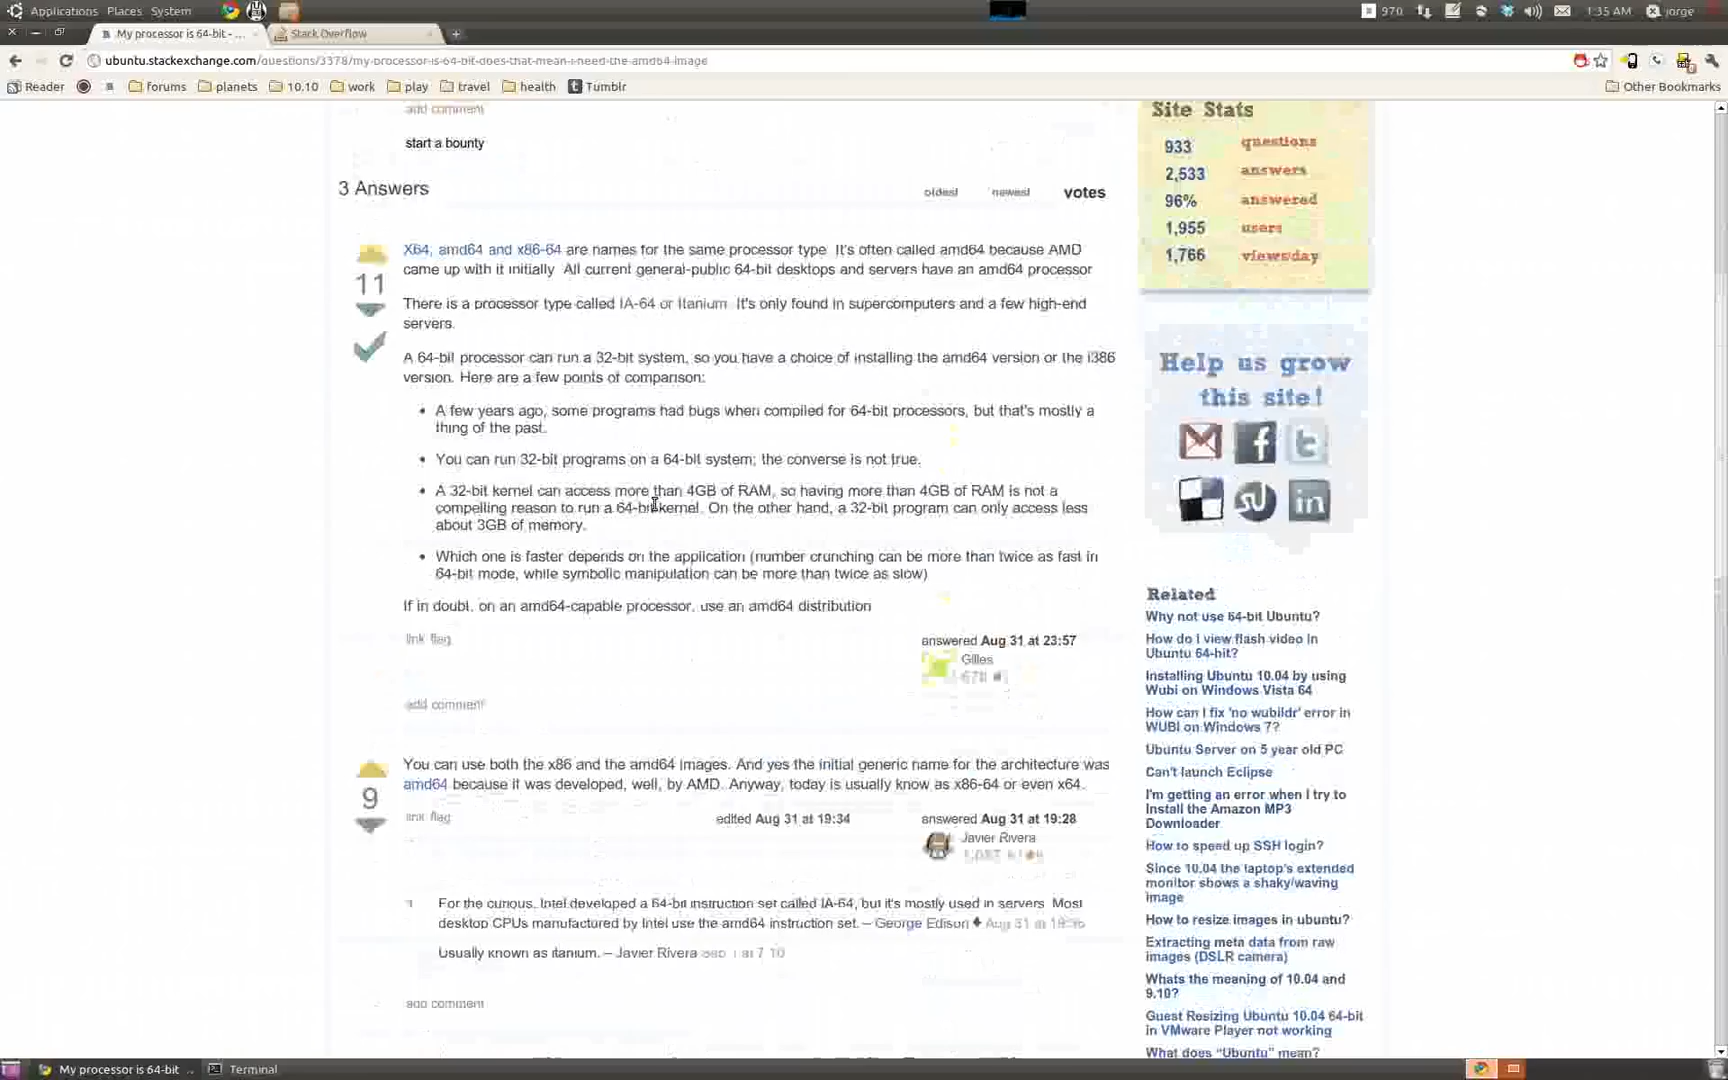 Applications Places System
970 1:35 AM jorge
My processor is 64-bit - ...
Stack Overflow
ubuntu.stackexchange.com/questions/3378/my-processor-is-64-bit-does-that-mean-i-need-the-amd64-image
Reader forums planets 10.10 work play travel health Tumblr Other Bookmarks
add comment
start a bounty
3 Answers
oldest newest votes
11
X64, amd64 and x86-64 are names for the same processor type. It's often called amd64 because AMD
came up with it initially. All current general-public 64-bit desktops and servers have an amd64 processor
There is a processor type called IA-64 or Itanium. It's only found in supercomputers and a few high-end
servers.
A 64-bit processor can run a 32-bit system, so you have a choice of installing the amd64 version or the i386
version. Here are a few points of comparison:
• A few years ago, some programs had bugs when compiled for 64-bit processors, but that's mostly a
thing of the past.
• You can run 32-bit programs on a 64-bit system; the converse is not true.
• A 32-bit kernel can access more than 4GB of RAM, so having more than 4GB of RAM is not a
compelling reason to run a 64-bit kernel. On the other hand, a 32-bit program can only access less
about 3GB of memory.
• Which one is faster depends on the application (number crunching can be more than twice as fast in
64-bit mode, while symbolic manipulation can be more than twice as slow)
If in doubt, on an amd64-capable processor, use an amd64 distribution
link flag
answered Aug 31 at 23:57
Gilles
add comment
9
You can use both the x86 and the amd64 images. And yes the initial generic name for the architecture was
amd64 because it was developed, well, by AMD. Anyway, today is usually know as x86-64 or even x64.
link flag
edited Aug 31 at 19:34
answered Aug 31 at 19:28
Javier Rivera
1
For the curious, Intel developed a 64-bit instruction set called IA-64, but it's mostly used in servers. Most
desktop CPUs manufactured by Intel use the amd64 instruction set. – George Edison ♦ Aug 31 at
Usually known as itanium. – Javier Rivera Sep 1 at 7:10
add comment
Site Stats
933 questions
2,533 answers
96% answered
1,955 users
1,766 views/day
Help us grow
this site!
Related
Why not use 64-bit Ubuntu?
How do I view flash video in
Ubuntu 64-bit?
Installing Ubuntu 10.04 by using
Wubi on Windows Vista 64
How can I fix 'no wubildr' error in
WUBI on Windows 7?
Ubuntu Server on 5 year old PC
Can't launch Eclipse
I'm getting an error when I try to
Install the Amazon MP3
Downloader
How to speed up SSH login?
Since 10.04 the laptop's extended
monitor shows a shaky/waving
image
How to resize images in ubuntu?
Extracting meta data from raw
images (DSLR camera)
Whats the meaning of 10.04 and
9.10?
Guest Resizing Ubuntu 10.04 64-bit
in VMware Player not working
What does "Ubuntu" mean?
My processor is 64-bit ...
Terminal